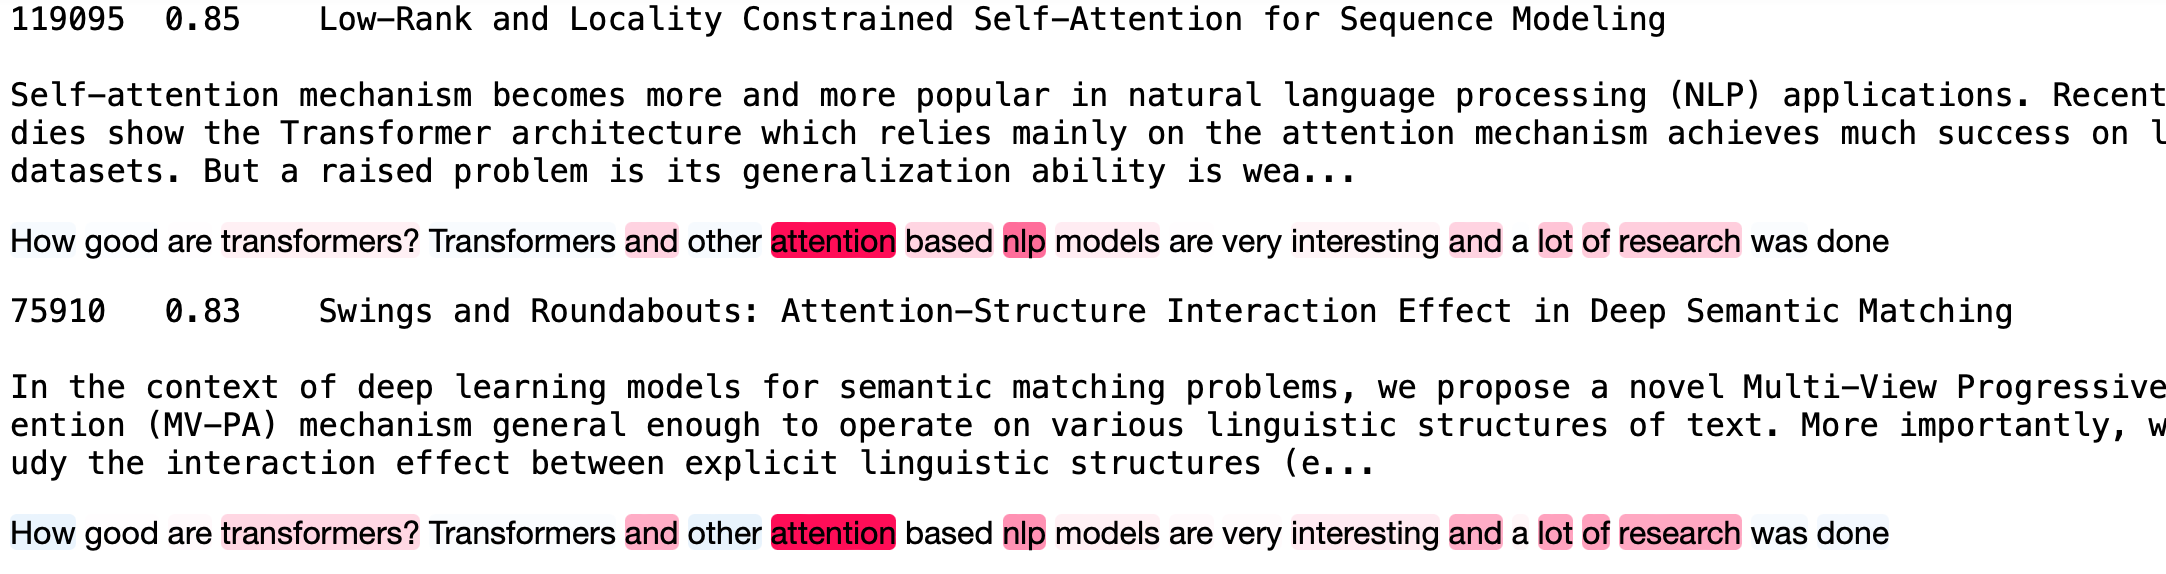 119095  0.85    Low-Rank and Locality Constrained Self-Attention for Sequence Modeling
Self-attention mechanism becomes more and more popular in natural language processing (NLP) applications. Recent
dies show the Transformer architecture which relies mainly on the attention mechanism achieves much success on l
datasets. But a raised problem is its generalization ability is wea...
How good are transformers? Transformers and other attention based nlp models are very interesting and a lot of research was done
75910   0.83    Swings and Roundabouts: Attention-Structure Interaction Effect in Deep Semantic Matching
In the context of deep learning models for semantic matching problems, we propose a novel Multi-View Progressive
ention (MV-PA) mechanism general enough to operate on various linguistic structures of text. More importantly, w
udy the interaction effect between explicit linguistic structures (e...
How good are transformers? Transformers and other attention based nlp models are very interesting and a lot of research was done